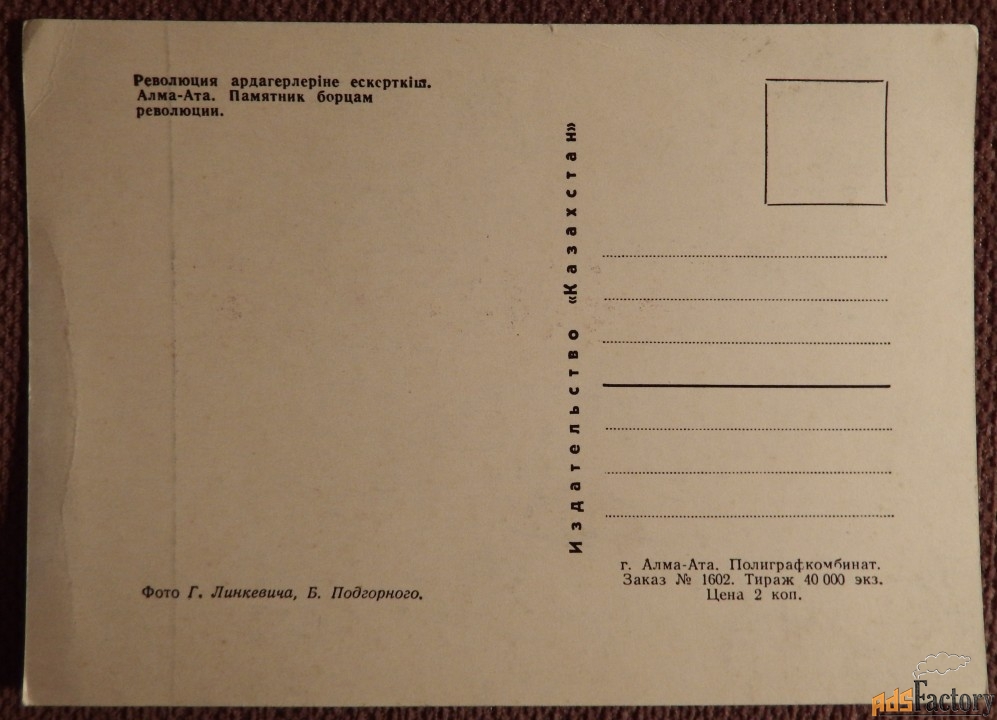 Революция ардагерлеріне ескерткіш.
Алма-Ата. Памятник борцам
революции.
Фото Г. Линкевича, Б. Подгорного.
Издательство «Казахстан»
г. Алма-Ата. Полиграфкомбинат.
Заказ № 1602. Тираж 40 000 экз.
Цена 2 коп.
AdsFactory